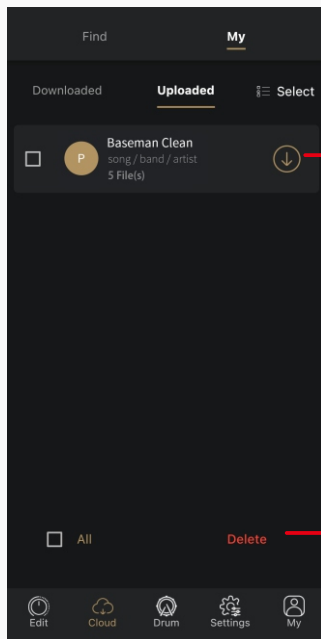 Find My
Downloaded Uploaded Select
Baseman Clean
P
song / band / artist
5 File(s)
All Delete
Edit Cloud Drum Settings My